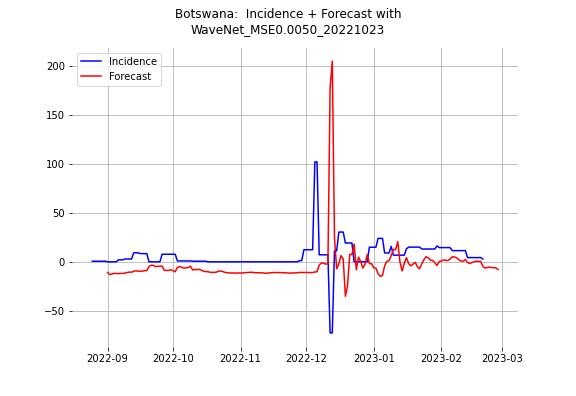 Botswana:  Incidence + Forecast with
WaveNet_MSE0.0050_20221023
Incidence
Forecast
200
150
100
50
0
−50
2022-09 2022-10 2022-11 2022-12 2023-01 2023-02 2023-03